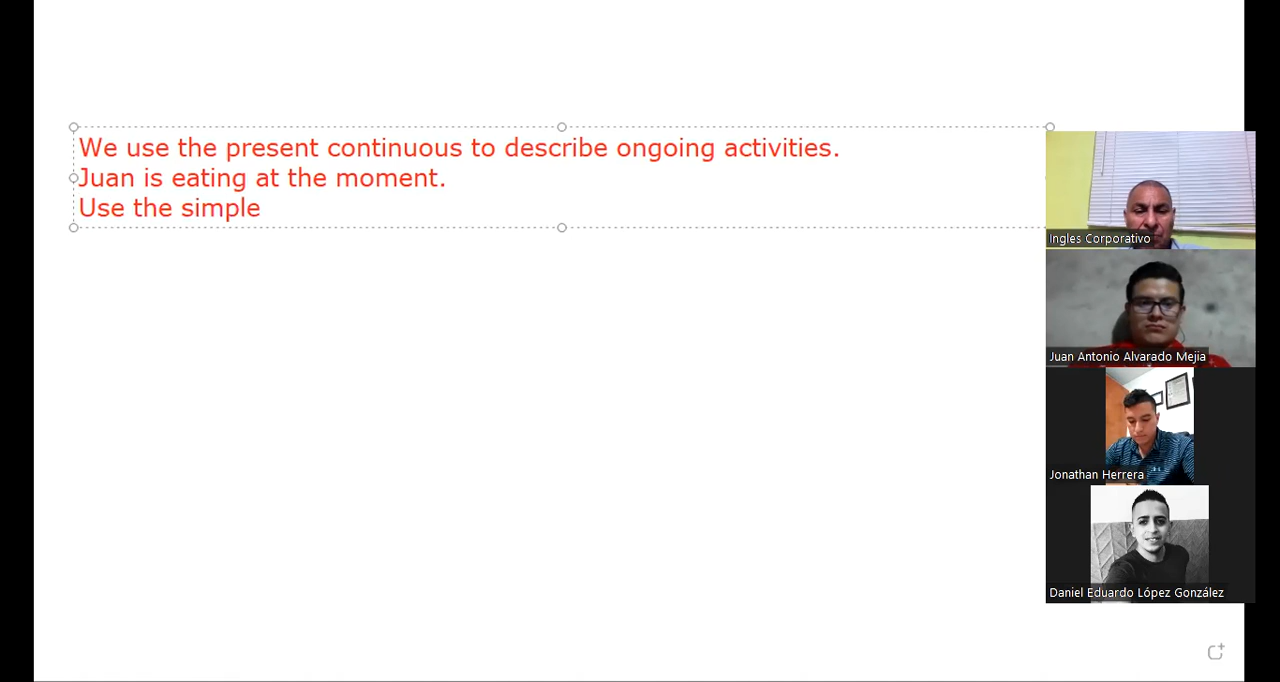 We use the present continuous to describe ongoing activities.
Juan is eating at the moment.
Use the simple
Ingles Corporativo
Juan Antonio Alvarado Mejia
Jonathan Herrera
Daniel Eduardo López González